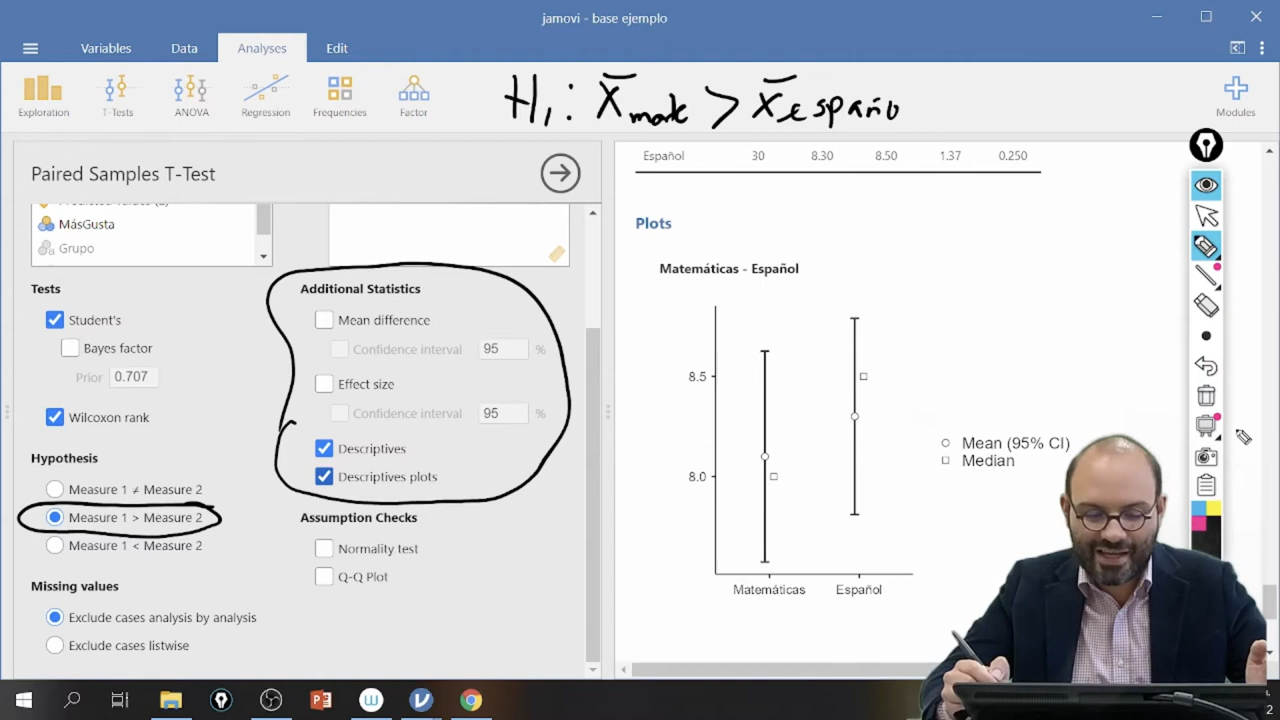 jamovi - base ejemplo
Variables Data Analyses Edit
Exploration T-Tests ANOVA Regression Frequencies Factor Modules
H₁: X̄mate > X̄españo
Paired Samples T-Test
MásGusta
Grupo
Tests
Student's
Bayes factor
Prior 0.707
Wilcoxon rank
Hypothesis
Measure 1 ≠ Measure 2
Measure 1 > Measure 2
Measure 1 < Measure 2
Missing values
Exclude cases analysis by analysis
Exclude cases listwise
Additional Statistics
Mean difference
Confidence interval 95 %
Effect size
Confidence interval 95 %
Descriptives
Descriptives plots
Assumption Checks
Normality test
Q-Q Plot
Español 30 8.30 8.50 1.37 0.250
Plots
Matemáticas - Español
8.5
8.0
Matemáticas Español
Mean (95% CI)
Median